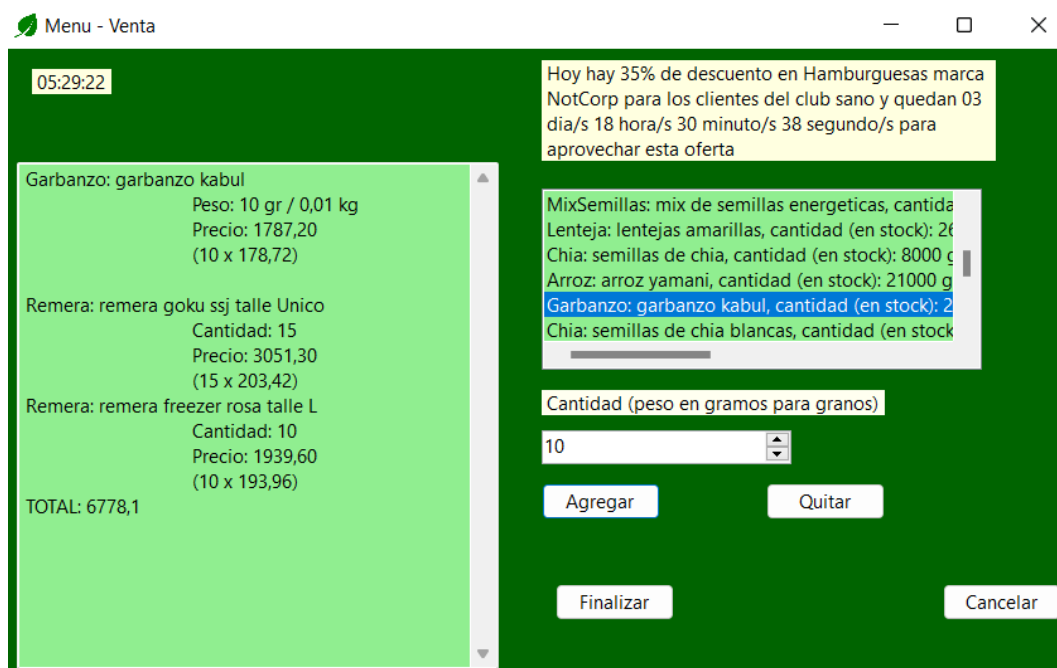 Menu - Venta
05:29:22
Hoy hay 35% de descuento en Hamburguesas marca
NotCorp para los clientes del club sano y quedan 03
dia/s 18 hora/s 30 minuto/s 38 segundo/s para
aprovechar esta oferta
Garbanzo: garbanzo kabul
Peso: 10 gr / 0,01 kg
Precio: 1787,20
(10 x 178,72)
Remera: remera goku ssj talle Unico
Cantidad: 15
Precio: 3051,30
(15 x 203,42)
Remera: remera freezer rosa talle L
Cantidad: 10
Precio: 1939,60
(10 x 193,96)
TOTAL: 6778,1
MixSemillas: mix de semillas energeticas, cantida
Lenteja: lentejas amarillas, cantidad (en stock): 26
Chia: semillas de chia, cantidad (en stock): 8000 g
Arroz: arroz yamani, cantidad (en stock): 21000 g
Garbanzo: garbanzo kabul, cantidad (en stock): 2
Chia: semillas de chia blancas, cantidad (en stock
Cantidad (peso en gramos para granos)
10
Agregar
Quitar
Finalizar
Cancelar